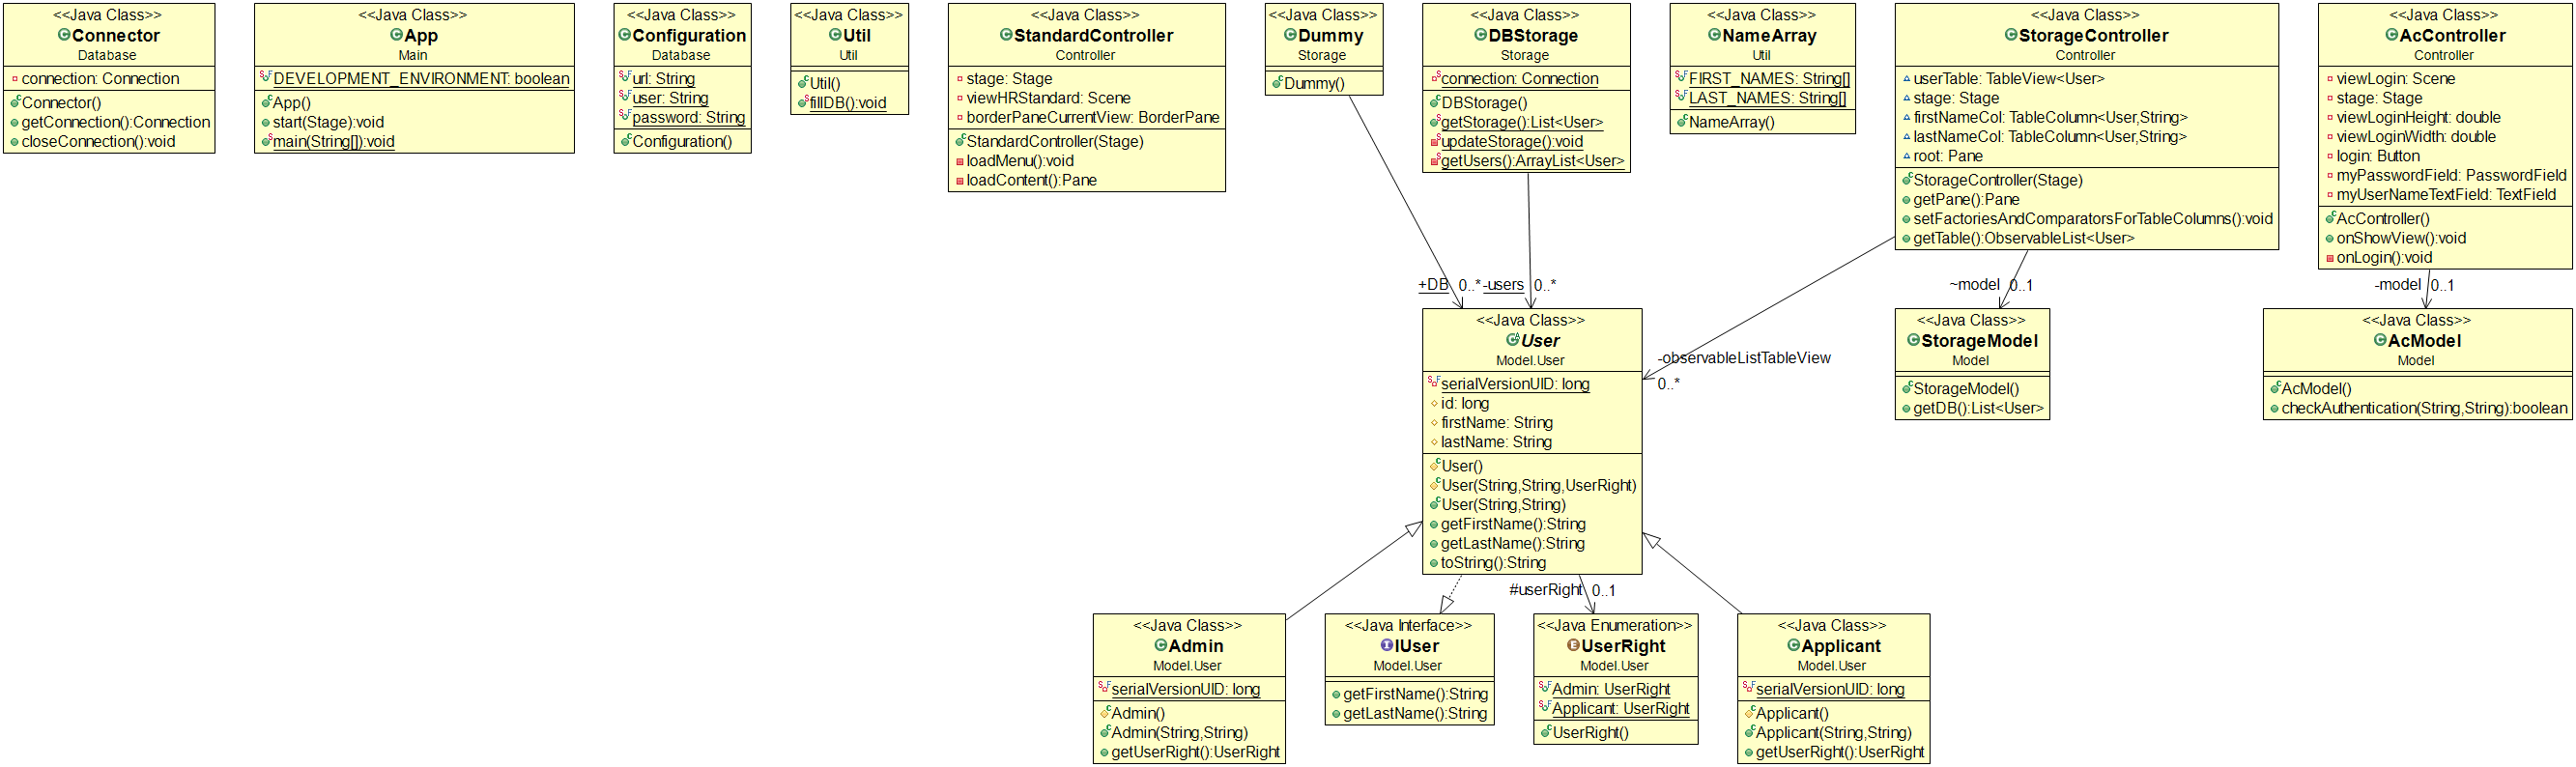 <<Java Class>>
Connector
Database
connection: Connection
Connector()
getConnection():Connection
closeConnection():void
<<Java Class>>
App
Main
DEVELOPMENT_ENVIRONMENT: boolean
App()
start(Stage):void
main(String[]):void
<<Java Class>>
Configuration
Database
url: String
user: String
password: String
Configuration()
<<Java Class>>
Util
Util
Util()
fillDB():void
<<Java Class>>
StandardController
Controller
stage: Stage
viewHRStandard: Scene
borderPaneCurrentView: BorderPane
StandardController(Stage)
loadMenu():void
loadContent():Pane
<<Java Class>>
Dummy
Storage
Dummy()
<<Java Class>>
DBStorage
Storage
connection: Connection
DBStorage()
getStorage():List<User>
updateStorage():void
getUsers():ArrayList<User>
<<Java Class>>
NameArray
Util
FIRST_NAMES: String[]
LAST_NAMES: String[]
NameArray()
<<Java Class>>
StorageController
Controller
userTable: TableView<User>
stage: Stage
firstNameCol: TableColumn<User,String>
lastNameCol: TableColumn<User,String>
root: Pane
StorageController(Stage)
getPane():Pane
setFactoriesAndComparatorsForTableColumns():void
getTable():ObservableList<User>
<<Java Class>>
AcController
Controller
viewLogin: Scene
stage: Stage
viewLoginHeight: double
viewLoginWidth: double
login: Button
myPasswordField: PasswordField
myUserNameTextField: TextField
AcController()
onShowView():void
onLogin():void
+DB 0..*
-users 0..*
~model 0..1
-model 0..1
-observableListTableView
0..*
<<Java Class>>
User
Model.User
serialVersionUID: long
id: long
firstName: String
lastName: String
User()
User(String,String,UserRight)
User(String,String)
getFirstName():String
getLastName():String
toString():String
<<Java Class>>
StorageModel
Model
StorageModel()
getDB():List<User>
<<Java Class>>
AcModel
Model
AcModel()
checkAuthentication(String,String):boolean
#userRight 0..1
<<Java Class>>
Admin
Model.User
serialVersionUID: long
Admin()
Admin(String,String)
getUserRight():UserRight
<<Java Interface>>
IUser
Model.User
getFirstName():String
getLastName():String
<<Java Enumeration>>
UserRight
Model.User
Admin: UserRight
Applicant: UserRight
UserRight()
<<Java Class>>
Applicant
Model.User
serialVersionUID: long
Applicant()
Applicant(String,String)
getUserRight():UserRight